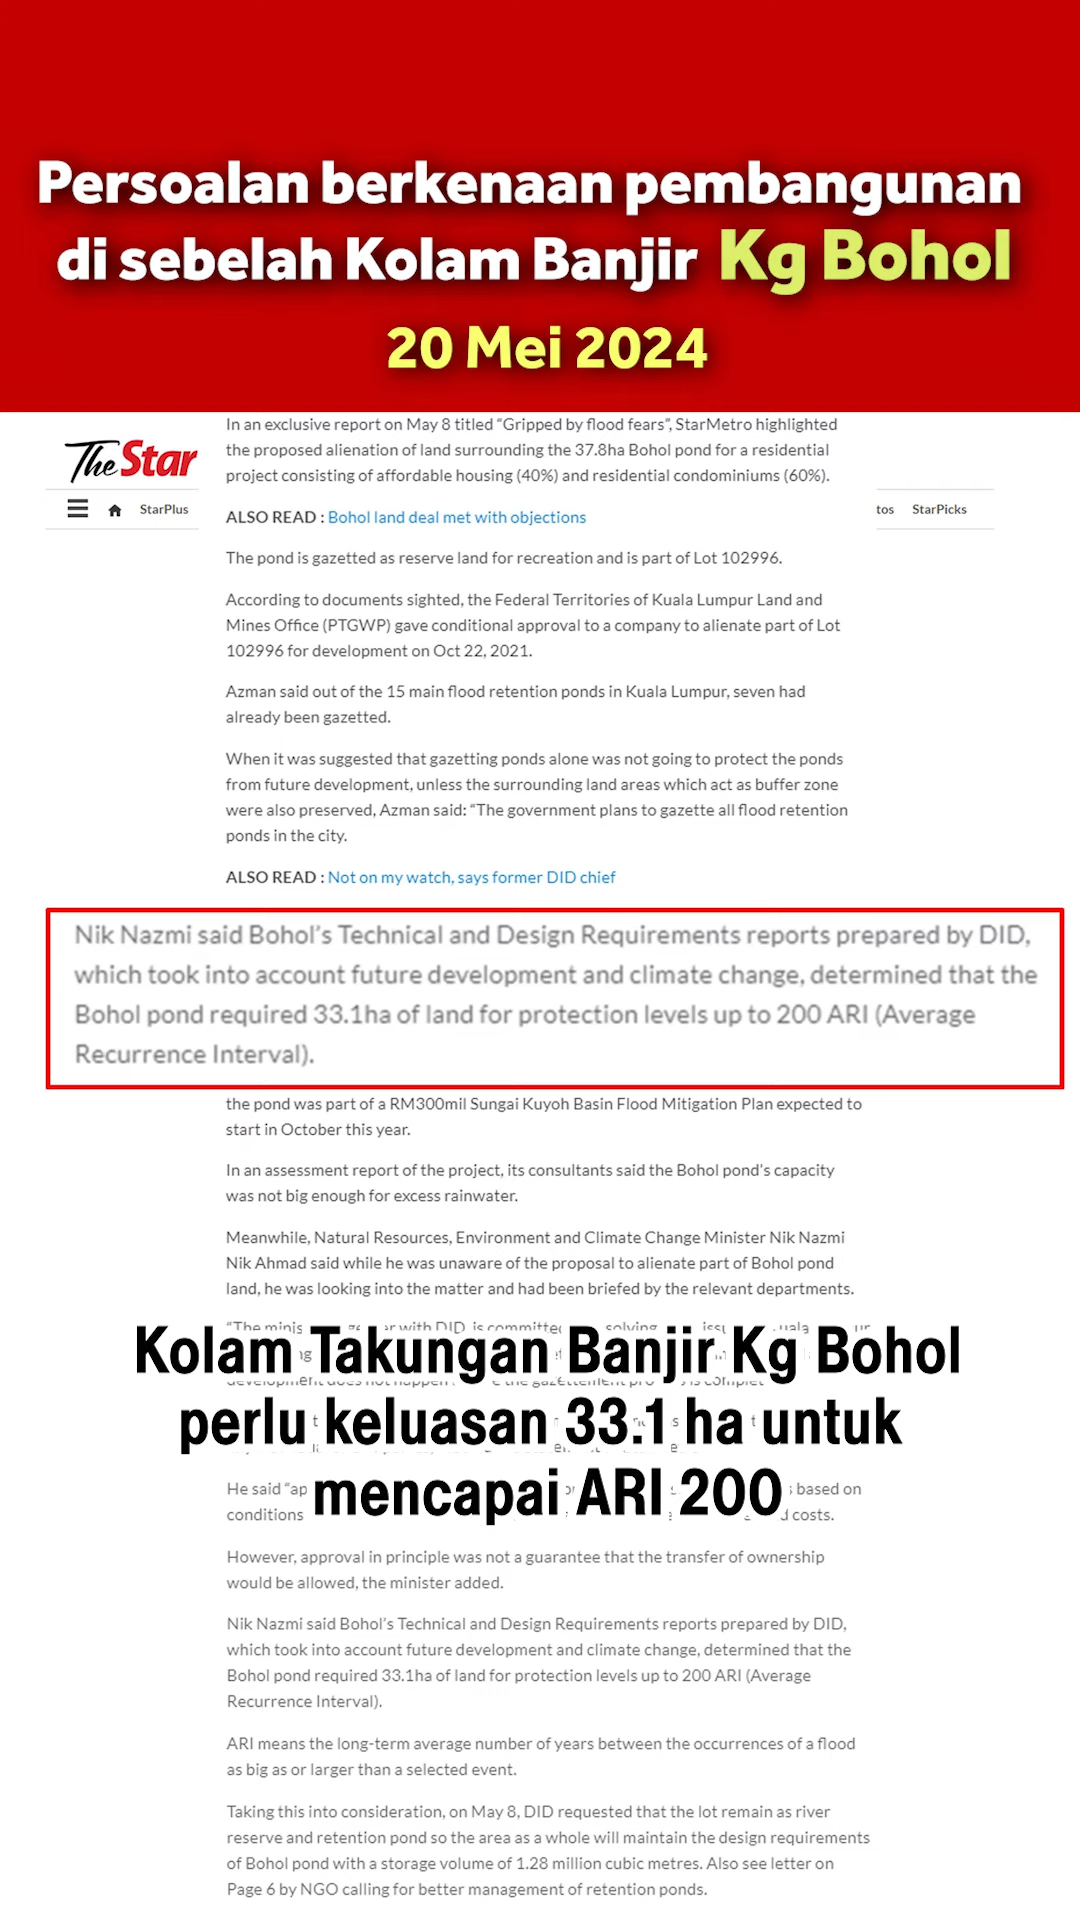 Persoalan berkenaan pembangunan
di sebelah Kolam Banjir Kg Bohol
20 Mei 2024
The Star
StarPlus
tos StarPicks
In an exclusive report on May 8 titled “Gripped by flood fears”, StarMetro highlighted
the proposed alienation of land surrounding the 37.8ha Bohol pond for a residential
project consisting of affordable housing (40%) and residential condominiums (60%).
ALSO READ : Bohol land deal met with objections
The pond is gazetted as reserve land for recreation and is part of Lot 102996.
According to documents sighted, the Federal Territories of Kuala Lumpur Land and
Mines Office (PTGWP) gave conditional approval to a company to alienate part of Lot
102996 for development on Oct 22, 2021.
Azman said out of the 15 main flood retention ponds in Kuala Lumpur, seven had
already been gazetted.
When it was suggested that gazetting ponds alone was not going to protect the ponds
from future development, unless the surrounding land areas which act as buffer zone
were also preserved, Azman said: “The government plans to gazette all flood retention
ponds in the city.
ALSO READ : Not on my watch, says former DID chief
Nik Nazmi said Bohol’s Technical and Design Requirements reports prepared by DID,
which took into account future development and climate change, determined that the
Bohol pond required 33.1ha of land for protection levels up to 200 ARI (Average
Recurrence Interval).
the pond was part of a RM300mil Sungai Kuyoh Basin Flood Mitigation Plan expected to
start in October this year.
In an assessment report of the project, its consultants said the Bohol pond’s capacity
was not big enough for excess rainwater.
Meanwhile, Natural Resources, Environment and Climate Change Minister Nik Nazmi
Nik Ahmad said while he was unaware of the proposal to alienate part of Bohol pond
land, he was looking into the matter and had been briefed by the relevant departments.
Kolam Takungan Banjir Kg Bohol
perlu keluasan 33.1 ha untuk
mencapai ARI 200
He said based on
conditions costs.
However, approval in principle was not a guarantee that the transfer of ownership
would be allowed, the minister added.
Nik Nazmi said Bohol’s Technical and Design Requirements reports prepared by DID,
which took into account future development and climate change, determined that the
Bohol pond required 33.1ha of land for protection levels up to 200 ARI (Average
Recurrence Interval).
ARI means the long-term average number of years between the occurrences of a flood
as big as or larger than a selected event.
Taking this into consideration, on May 8, DID requested that the lot remain as river
reserve and retention pond so the area as a whole will maintain the design requirements
of Bohol pond with a storage volume of 1.28 million cubic metres. Also see letter on
Page 6 by NGO calling for better management of retention ponds.